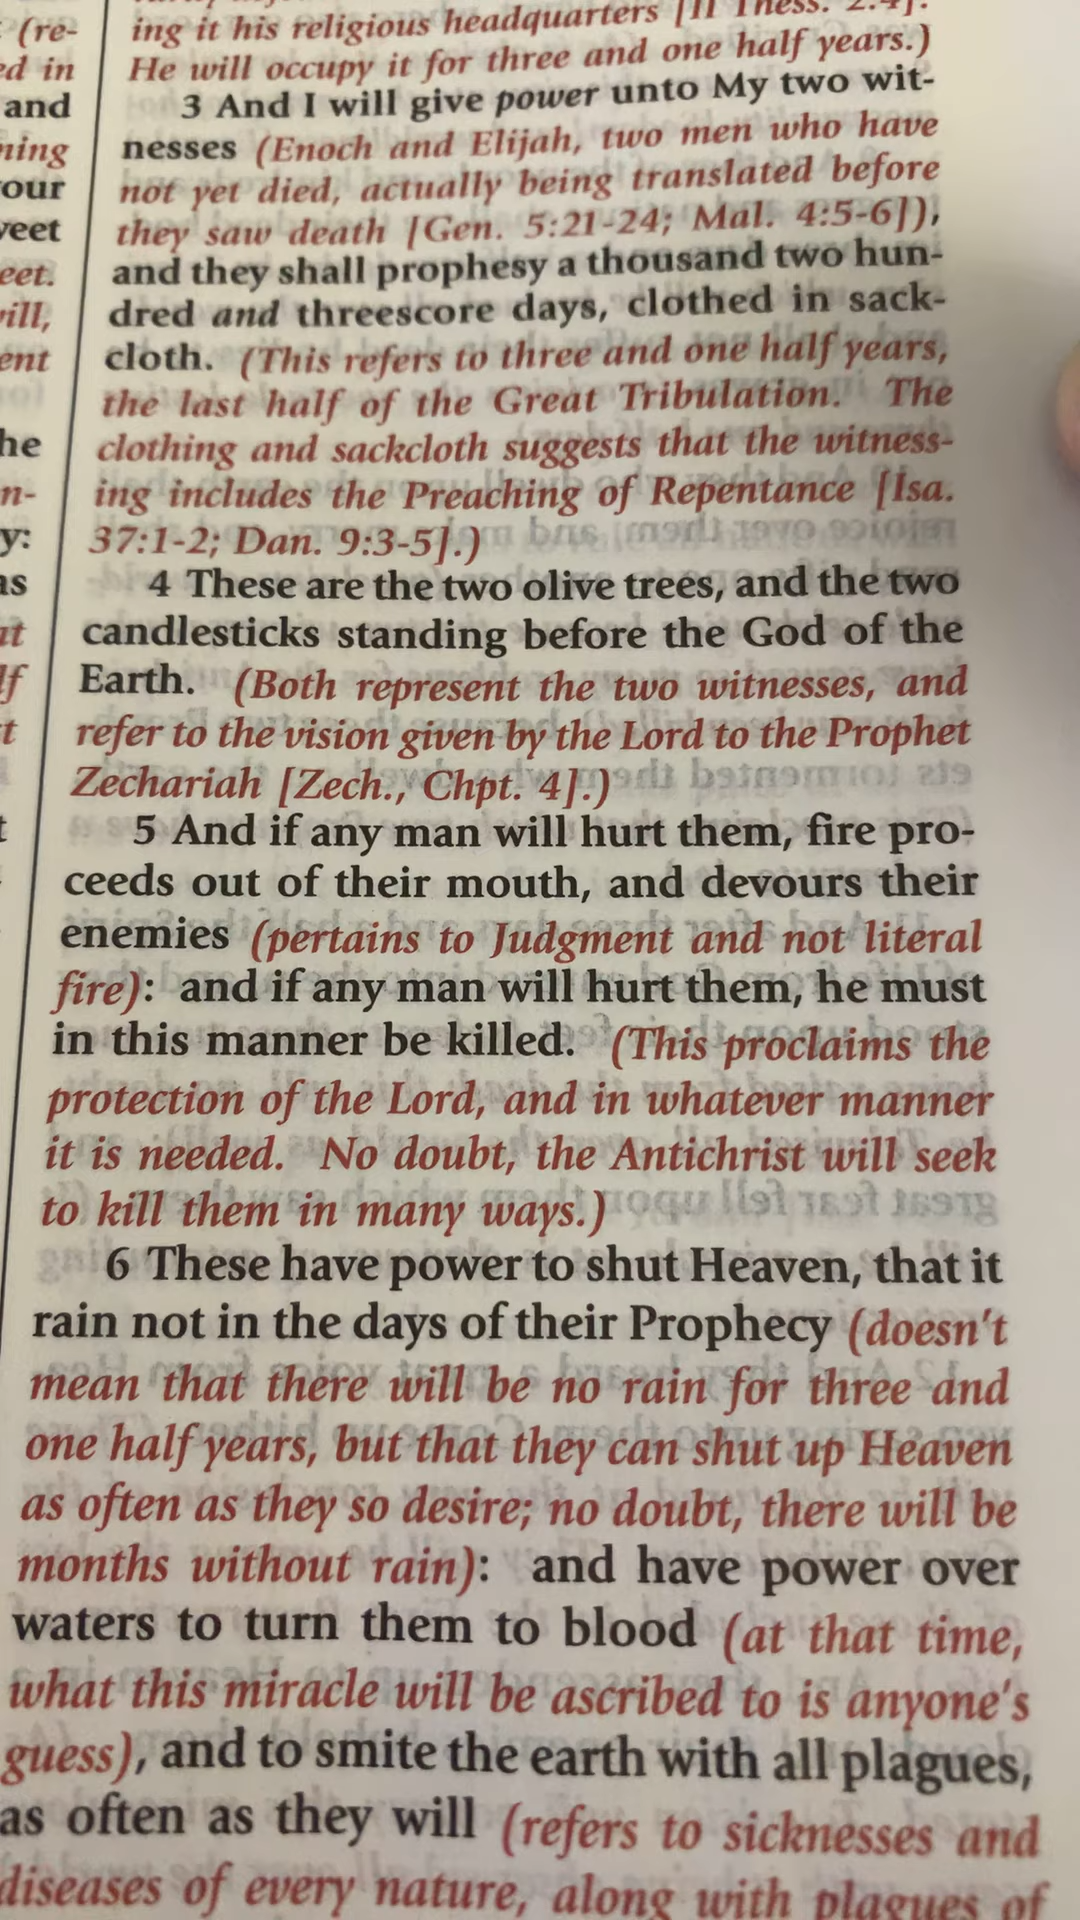 (re-
ed in
and
ning
your
weet
eet.
vill,
ent
he
n-
y:
as
at
lf
st
t
ing it his religious headquarters [II Thess. 2:4].
He will occupy it for three and one half years.)
3 And I will give power unto My two wit-
nesses (Enoch and Elijah, two men who have
not yet died, actually being translated before
they saw death [Gen. 5:21-24; Mal. 4:5-6]),
and they shall prophesy a thousand two hun-
dred and threescore days, clothed in sack-
cloth. (This refers to three and one half years,
the last half of the Great Tribulation. The
clothing and sackcloth suggests that the witness-
ing includes the Preaching of Repentance [Isa.
37:1-2; Dan. 9:3-5].)
4 These are the two olive trees, and the two
candlesticks standing before the God of the
Earth. (Both represent the two witnesses, and
refer to the vision given by the Lord to the Prophet
Zechariah [Zech., Chpt. 4].)
5 And if any man will hurt them, fire pro-
ceeds out of their mouth, and devours their
enemies (pertains to Judgment and not literal
fire): and if any man will hurt them, he must
in this manner be killed. (This proclaims the
protection of the Lord, and in whatever manner
it is needed. No doubt, the Antichrist will seek
to kill them in many ways.)
6 These have power to shut Heaven, that it
rain not in the days of their Prophecy (doesn't
mean that there will be no rain for three and
one half years, but that they can shut up Heaven
as often as they so desire; no doubt, there will be
months without rain): and have power over
waters to turn them to blood (at that time,
what this miracle will be ascribed to is anyone's
guess), and to smite the earth with all plagues,
as often as they will (refers to sicknesses and
diseases of every nature, along with plagues of